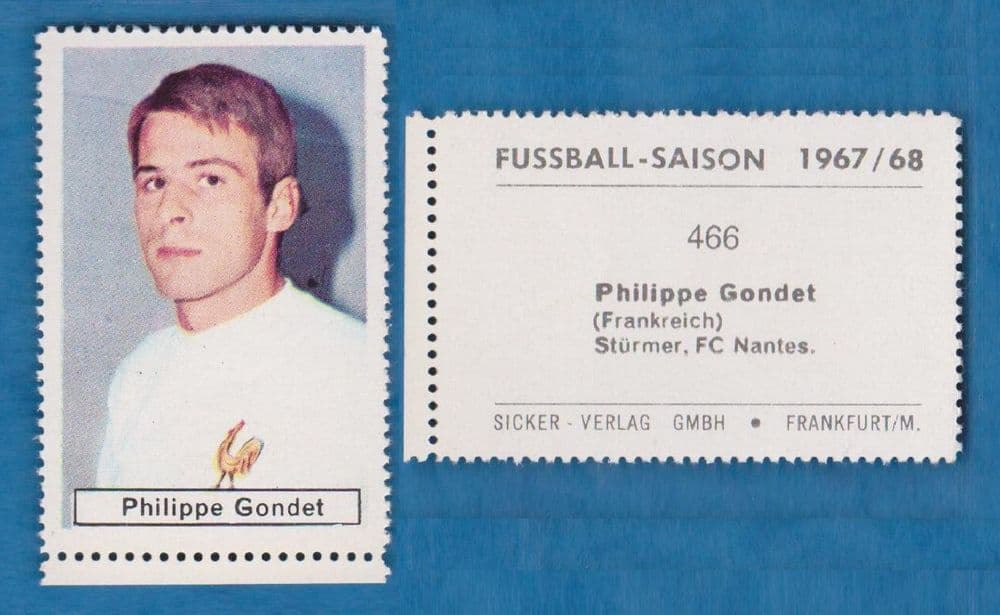 Philippe Gondet
FUSSBALL-SAISON 1967/68
466
Philippe Gondet
(Frankreich)
Stürmer, FC Nantes.
SICKER - VERLAG GMBH • FRANKFURT/M.